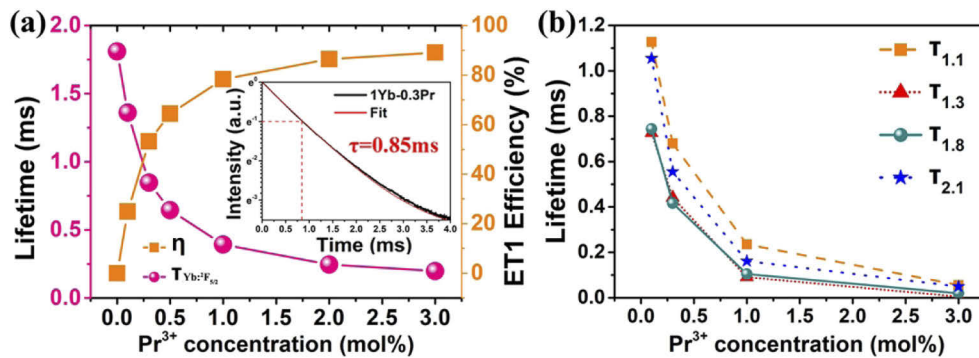 (a)
2.0
1.5
1.0
0.5
0.0
Lifetime (ms)
100
80
60
40
20
0
ET1 Efficiency (%)
0.0 0.5 1.0 1.5 2.0 2.5 3.0
Pr³⁺ concentration (mol%)
η
τ Yb:²F₅/₂
e⁰
e⁻¹
e⁻²
e⁻³
Intensity (a.u.)
1Yb-0.3Pr
Fit
τ=0.85ms
0.0 0.5 1.0 1.5 2.0 2.5 3.0 3.5 4.0
Time (ms)
(b)
1.2
1.0
0.8
0.6
0.4
0.2
0.0
Lifetime (ms)
0.0 0.5 1.0 1.5 2.0 2.5 3.0
Pr³⁺ concentration (mol%)
τ1.1
τ1.3
τ1.8
τ2.1